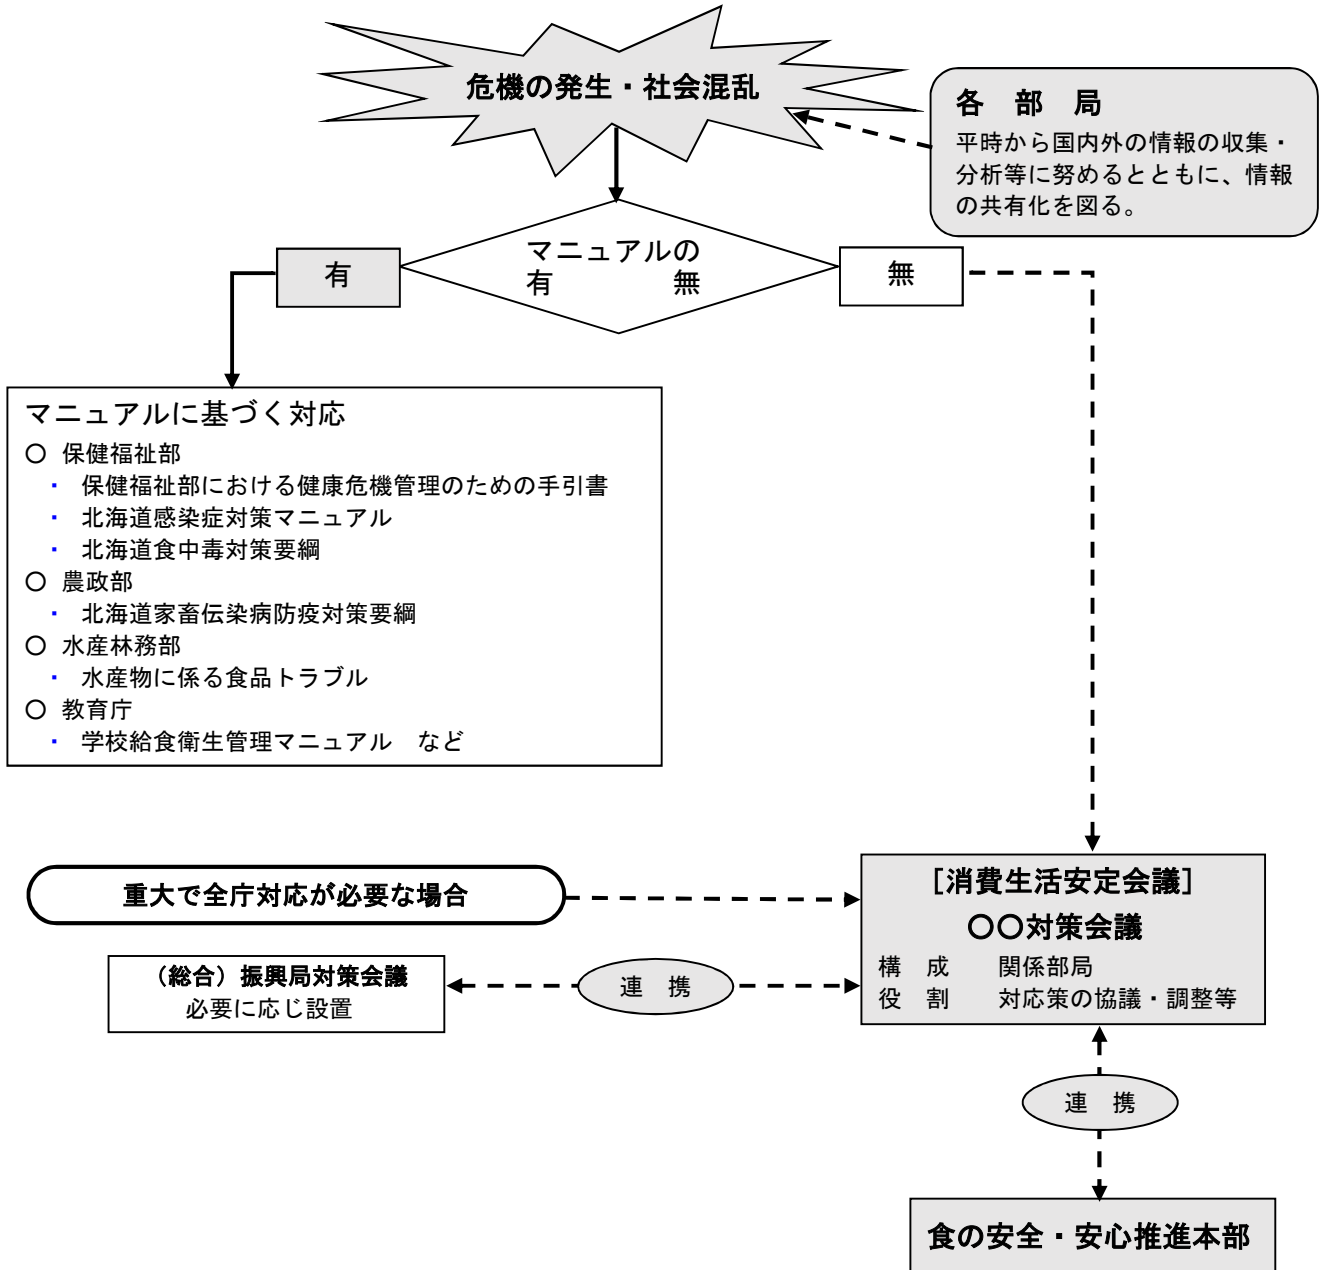 危機の発生・社会混乱
各　部　局
平時から国内外の情報の収集・
分析等に努めるとともに、情報
の共有化を図る。
マニュアルの
有　　　　無
有
無
マニュアルに基づく対応
○ 保健福祉部
・ 保健福祉部における健康危機管理のための手引書
・ 北海道感染症対策マニュアル
・ 北海道食中毒対策要綱
○ 農政部
・ 北海道家畜伝染病防疫対策要綱
○ 水産林務部
・ 水産物に係る食品トラブル
○ 教育庁
・ 学校給食衛生管理マニュアル　など
重大で全庁対応が必要な場合
［消費生活安定会議］
○○対策会議
構　成　　関係部局
役　割　　対応策の協議・調整等
（総合）振興局対策会議
必要に応じ設置
連　携
連　携
食の安全・安心推進本部